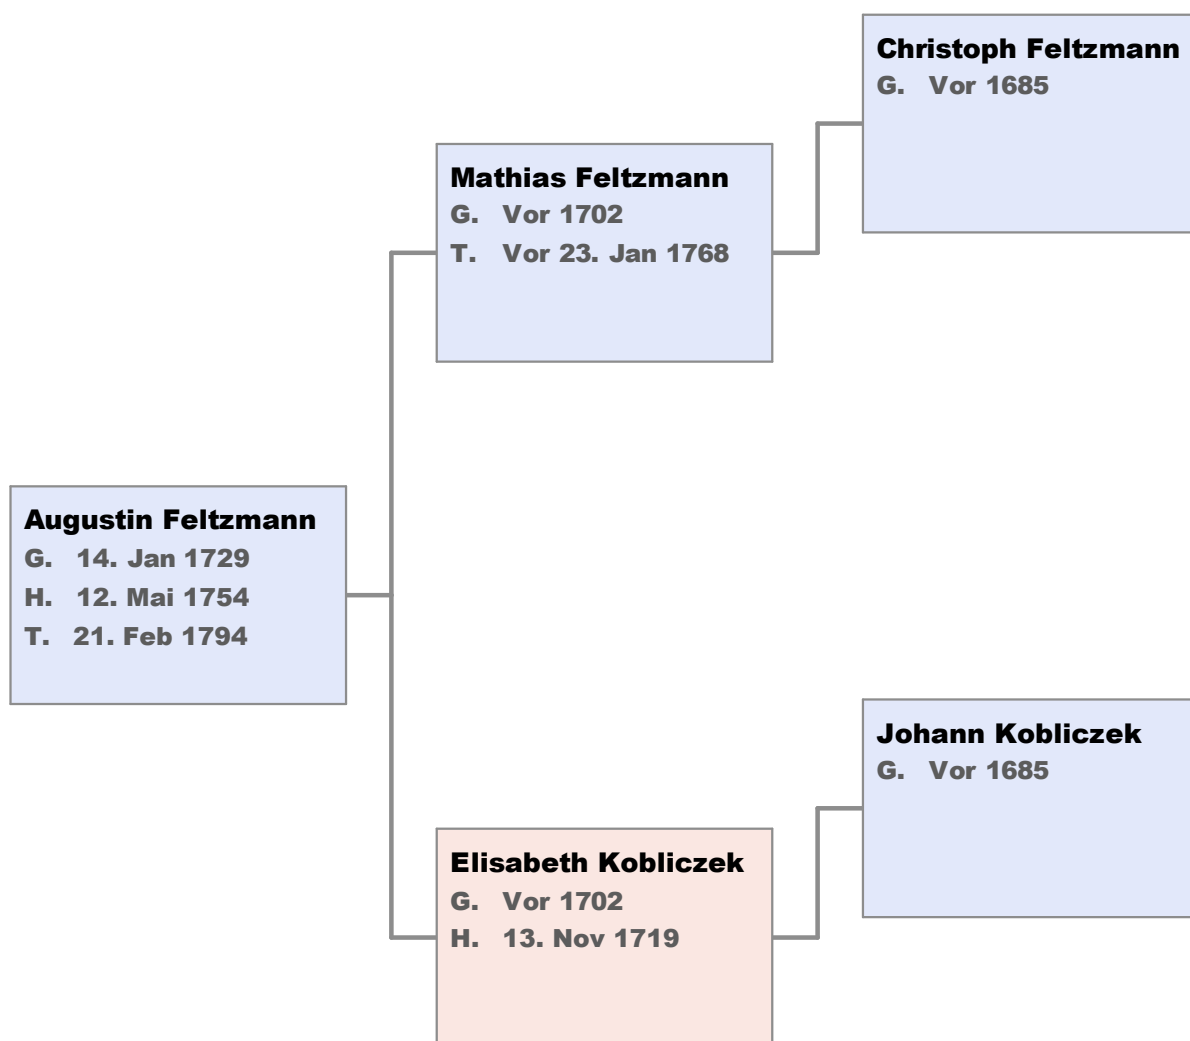 Christoph Feltzmann
G. Vor 1685
Mathias Feltzmann
G. Vor 1702
T. Vor 23. Jan 1768
Augustin Feltzmann
G. 14. Jan 1729
H. 12. Mai 1754
T. 21. Feb 1794
Johann Kobliczek
G. Vor 1685
Elisabeth Kobliczek
G. Vor 1702
H. 13. Nov 1719